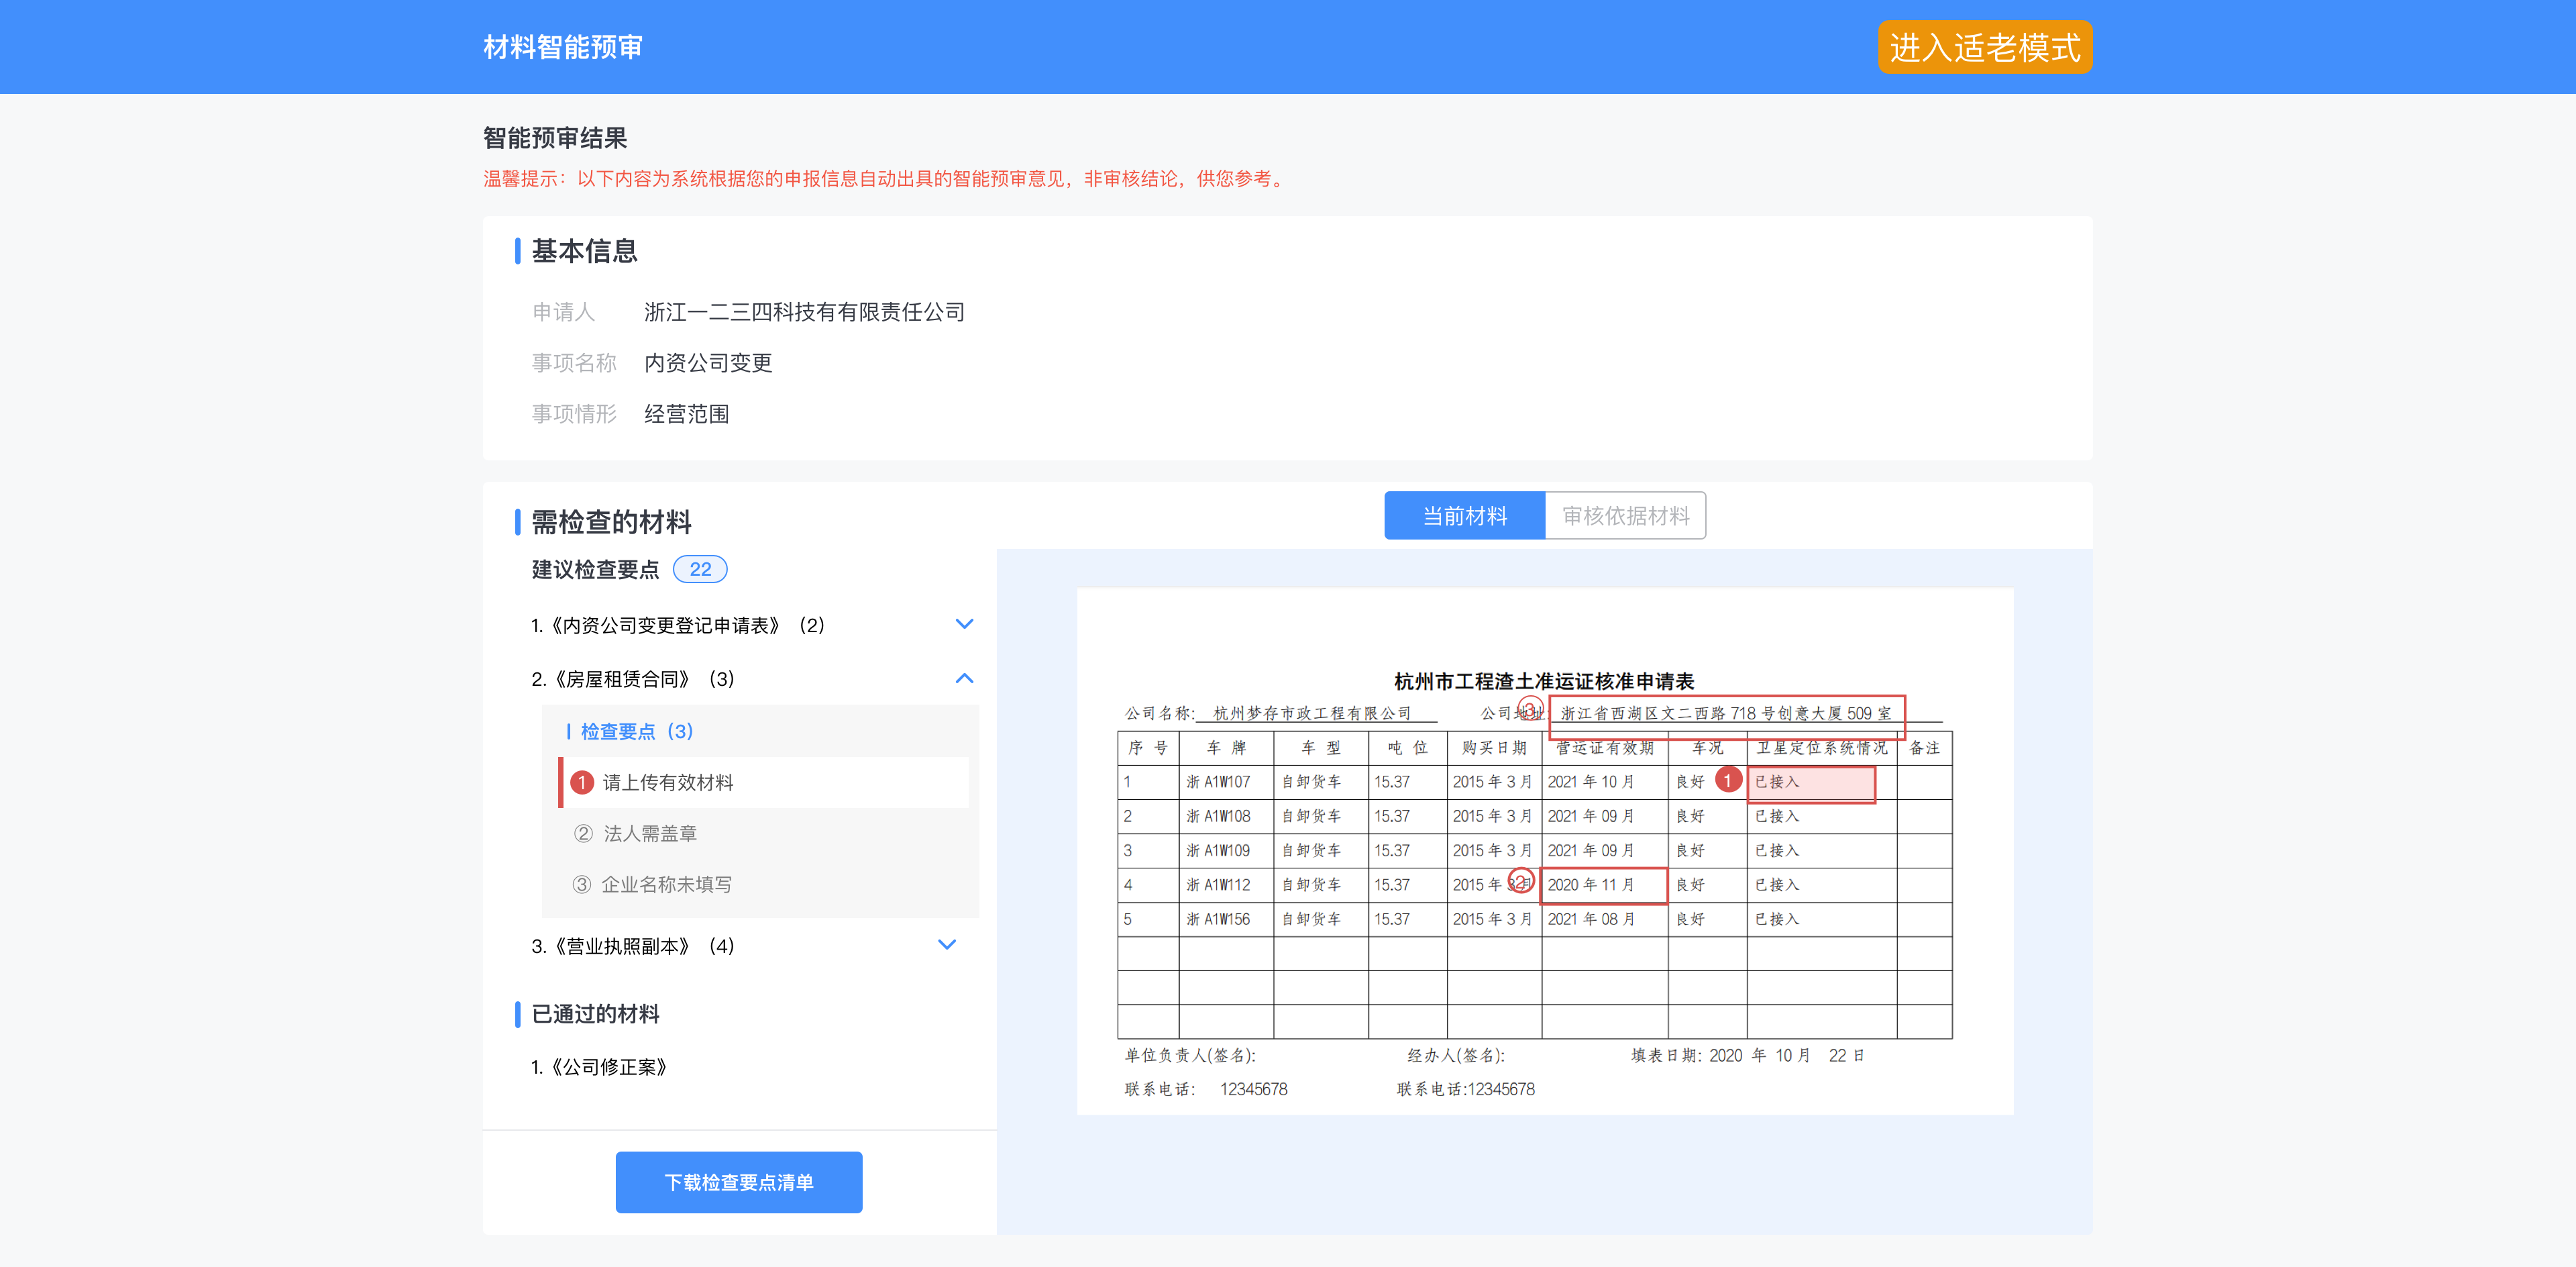 材料智能预审
进入适老模式
智能预审结果
温馨提示：以下内容为系统根据您的申报信息自动出具的智能预审意见，非审核结论，供您参考。
基本信息
申请人 浙江一二三四科技有有限责任公司
事项名称 内资公司变更
事项情形 经营范围
需检查的材料
建议检查要点 22
1.《内资公司变更登记申请表》（2）
2.《房屋租赁合同》（3）
检查要点（3）
1 请上传有效材料
② 法人需盖章
③ 企业名称未填写
3.《营业执照副本》（4）
已通过的材料
1.《公司修正案》
下载检查要点清单
当前材料 审核依据材料
杭州市工程渣土准运证核准申请表
公司名称: 杭州梦存市政工程有限公司 公司地址: ③ 浙江省西湖区文二西路 718 号创意大厦 509 室
序 号 车 牌 车 型 吨 位 购买日期 营运证有效期 车况 卫星定位系统情况 备注
1 浙 A1W107 自卸货车 15.37 2015 年 3 月 2021 年 10 月 良好 1 已接入
2 浙 A1W108 自卸货车 15.37 2015 年 3 月 2021 年 09 月 良好 已接入
3 浙 A1W109 自卸货车 15.37 2015 年 3 月 2021 年 09 月 良好 已接入
4 浙 A1W112 自卸货车 15.37 2015 年 3 月 ② 2020 年 11 月 良好 已接入
5 浙 A1W156 自卸货车 15.37 2015 年 3 月 2021 年 08 月 良好 已接入
单位负责人(签名): 经办人(签名): 填表日期: 2020 年 10 月 22 日
联系电话: 12345678 联系电话:12345678